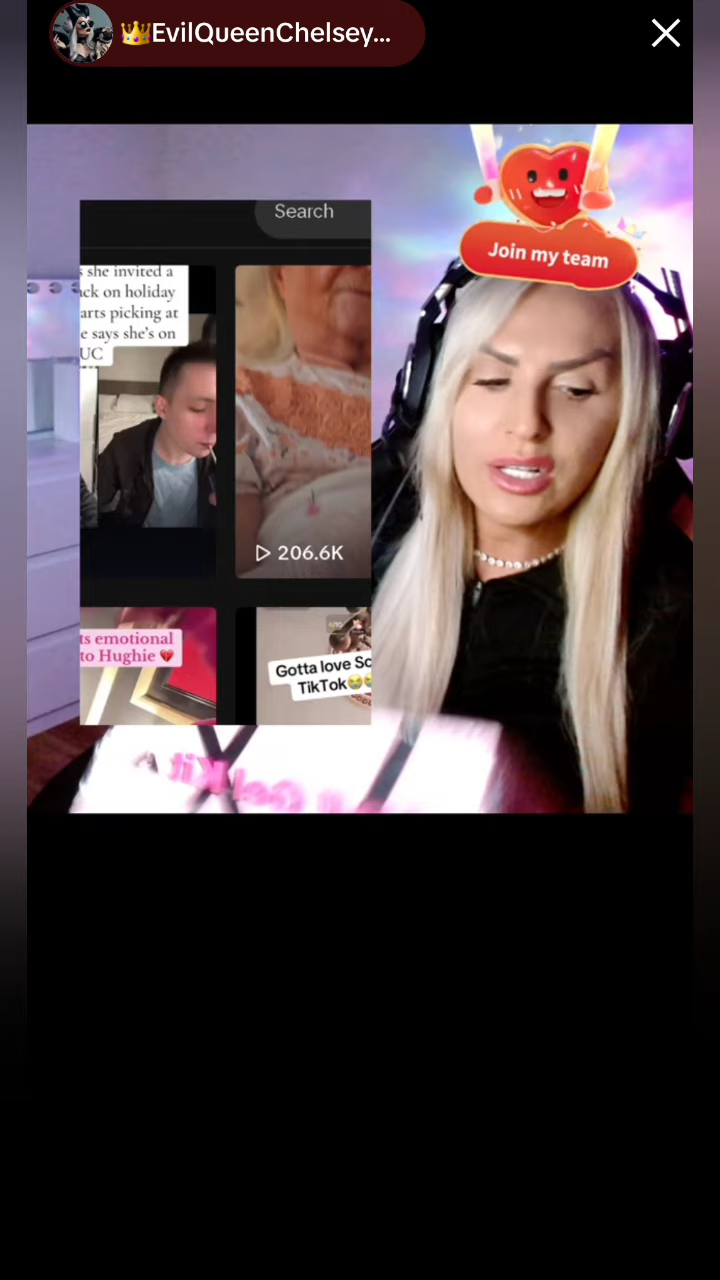 👑EvilQueenChelsey...
Join my team
Search
s she invited a
ck on holiday
arts picking at
e says she's on
UC
206.6K
ts emotional
to Hughie 💔
Gotta love Sc
TikTok😭